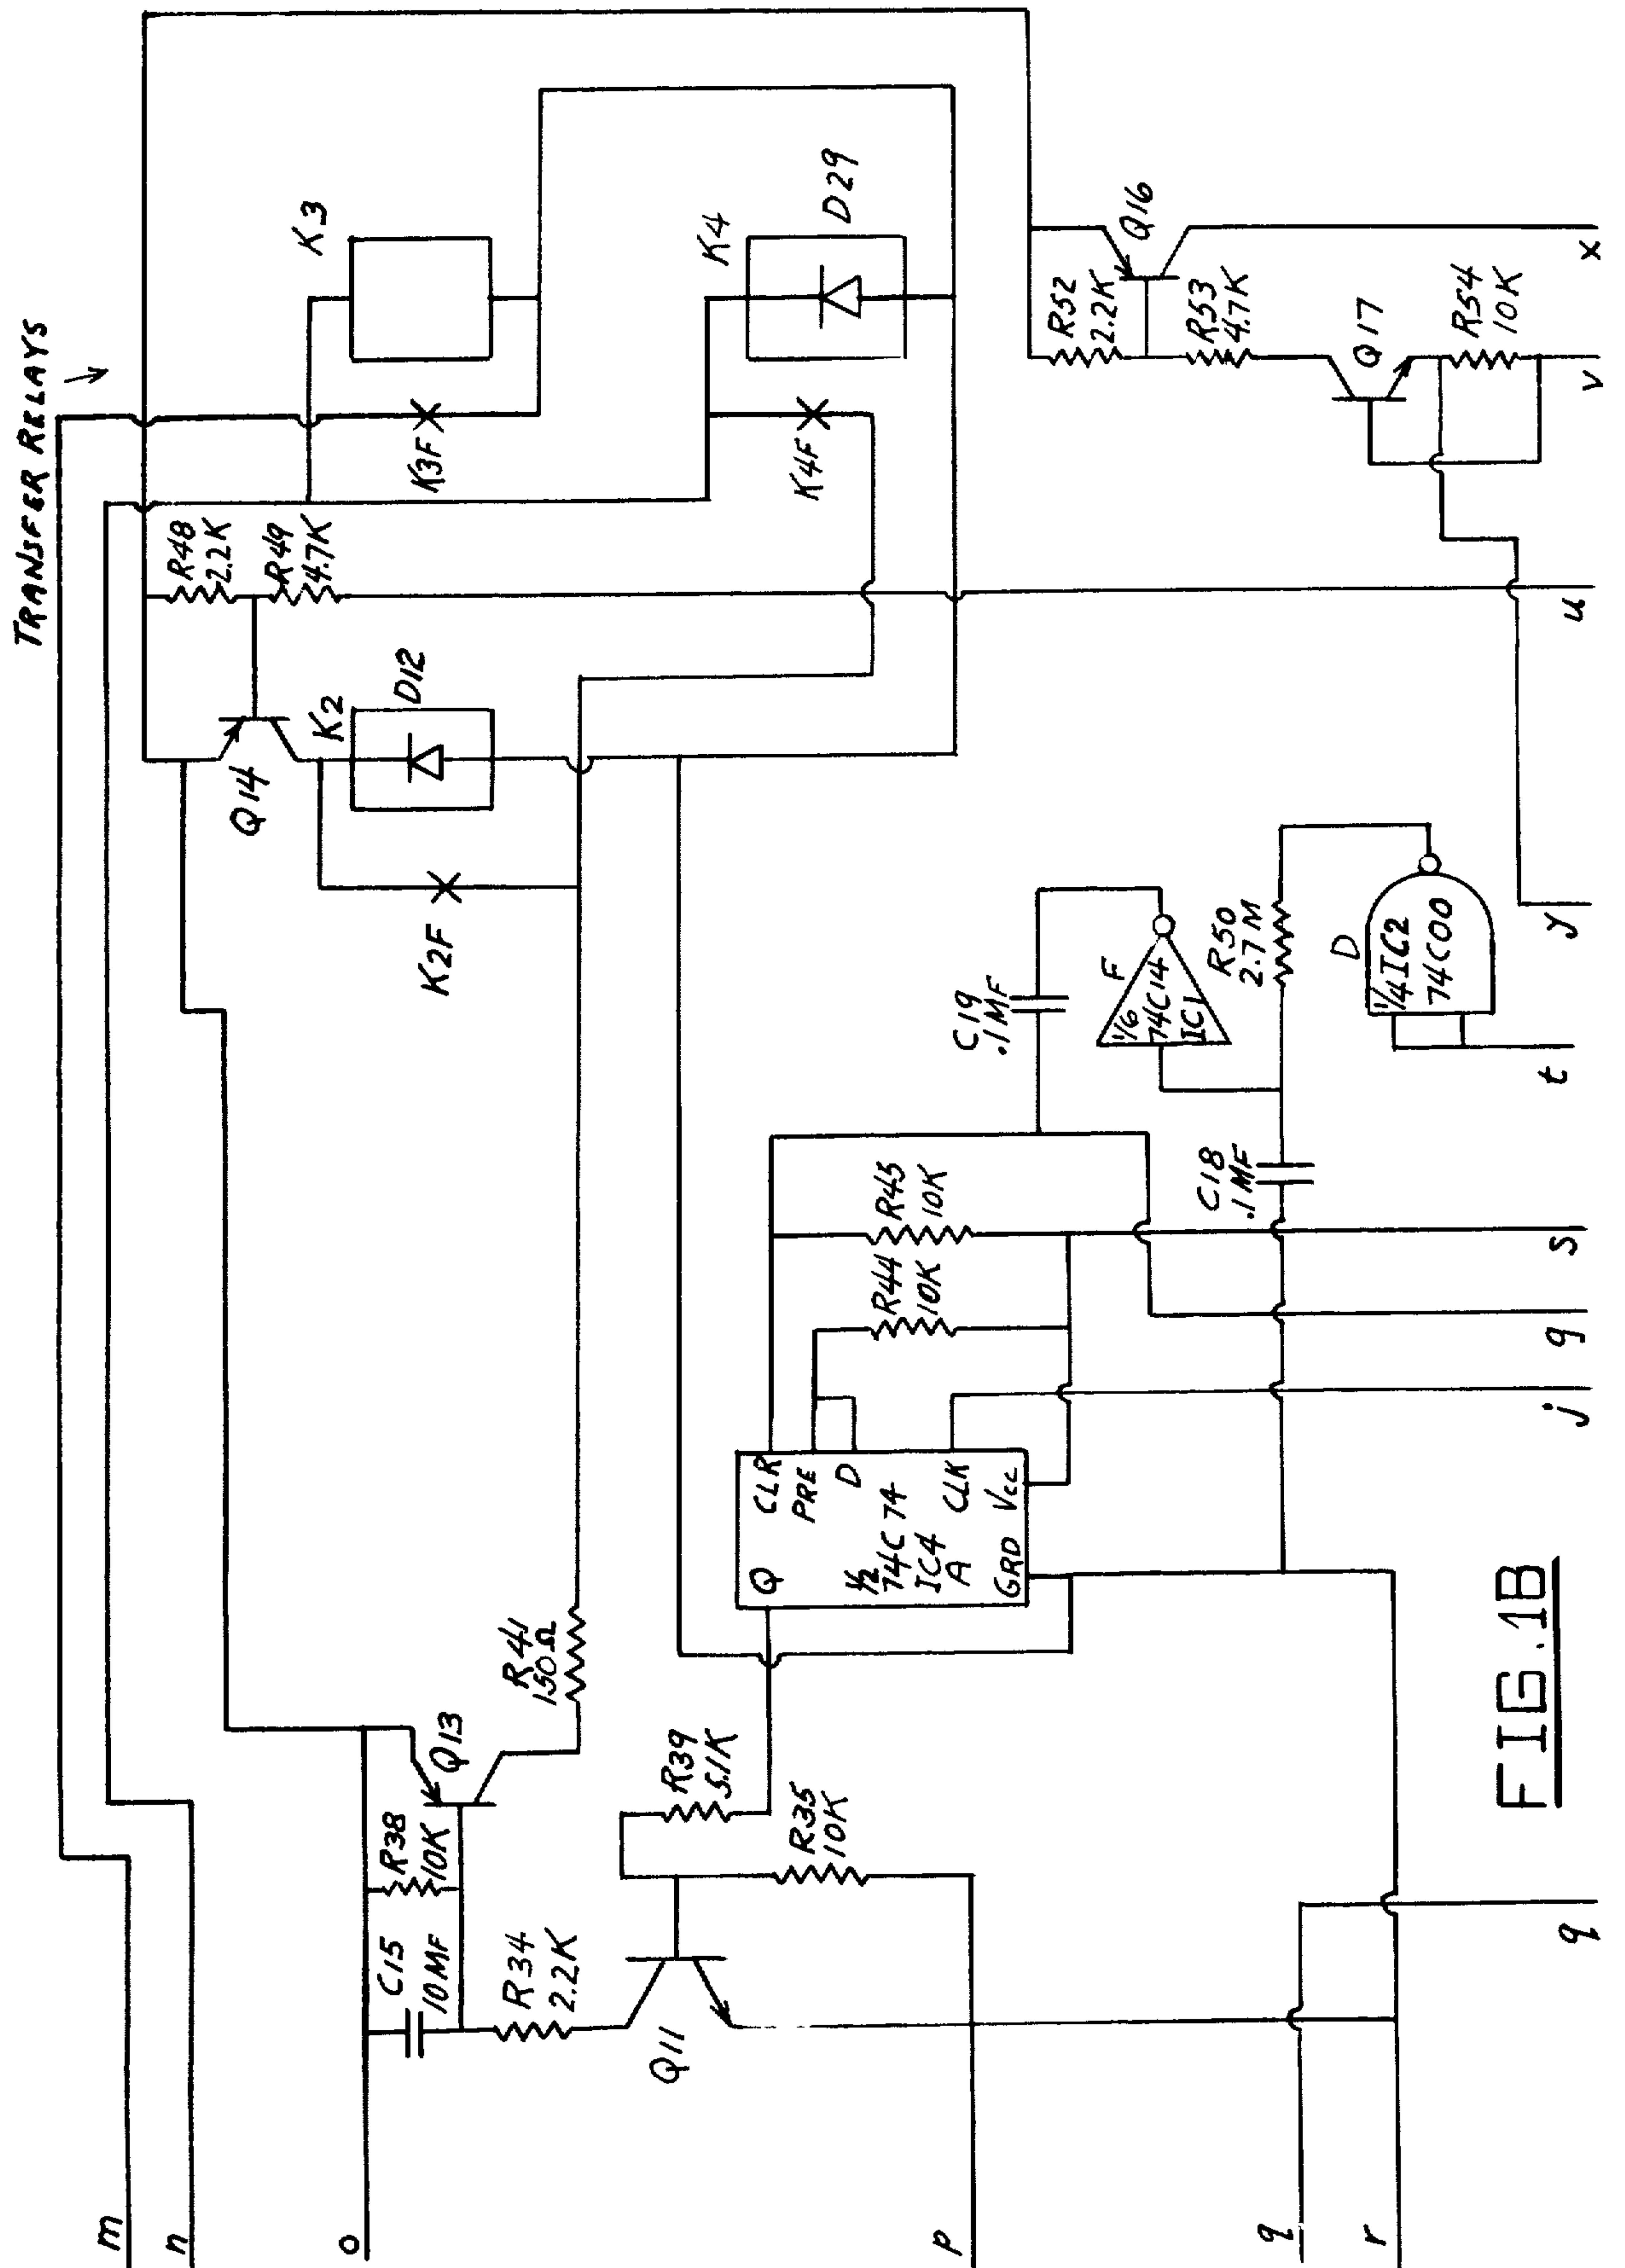 TRANSFER RELAYS
K3
K3F
K4
D29
K4F
R48
2.2K
R49
4.7K
Q14
K2
D12
K2F
R52
2.2K
Q16
R53
4.7K
Q17
R54
10K
C19
.1MF
F
1/6
74C14
IC1
R50
2.7M
D
1/4IC2
74C00
C18
.1MF
R45
10K
R44
10K
Q
CLR
PRE
D
CLK
Vcc
GRD
1/2
74C74
IC4
A
R41
150Ω
Q13
R38
10K
C15
10MF
R34
2.2K
R39
5.1K
R35
10K
Q11
m
n
o
p
q
r
q
j
q
s
t
y
u
v
x
FIG.1B